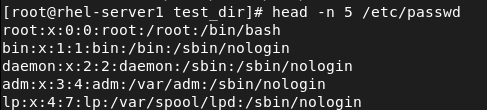 [root@rhel-server1 test_dir]# head -n 5 /etc/passwd
root:x:0:0:root:/root:/bin/bash
bin:x:1:1:bin:/bin:/sbin/nologin
daemon:x:2:2:daemon:/sbin:/sbin/nologin
adm:x:3:4:adm:/var/adm:/sbin/nologin
lp:x:4:7:lp:/var/spool/lpd:/sbin/nologin